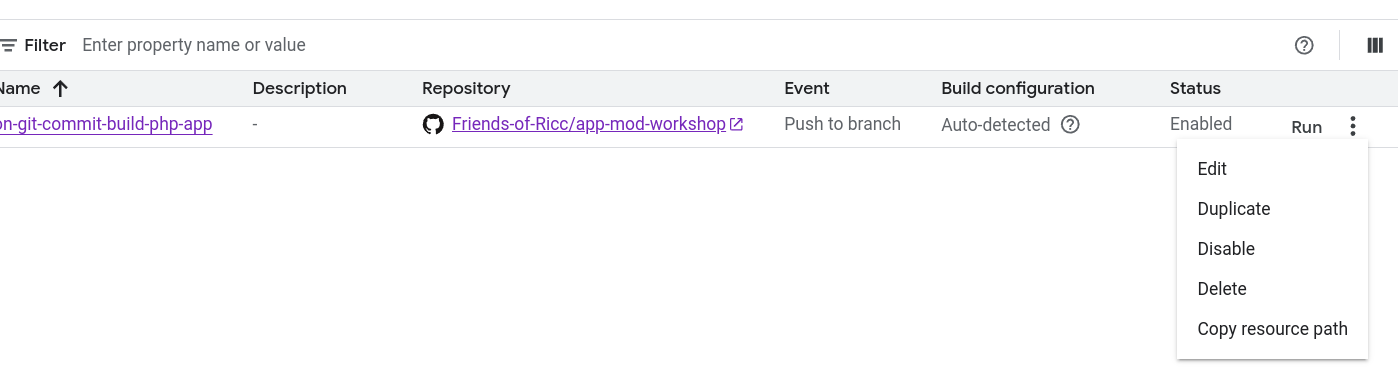 Filter Enter property name or value
Name Description Repository Event Build configuration Status
on-git-commit-build-php-app - Friends-of-Ricc/app-mod-workshop Push to branch Auto-detected Enabled Run
Edit
Duplicate
Disable
Delete
Copy resource path